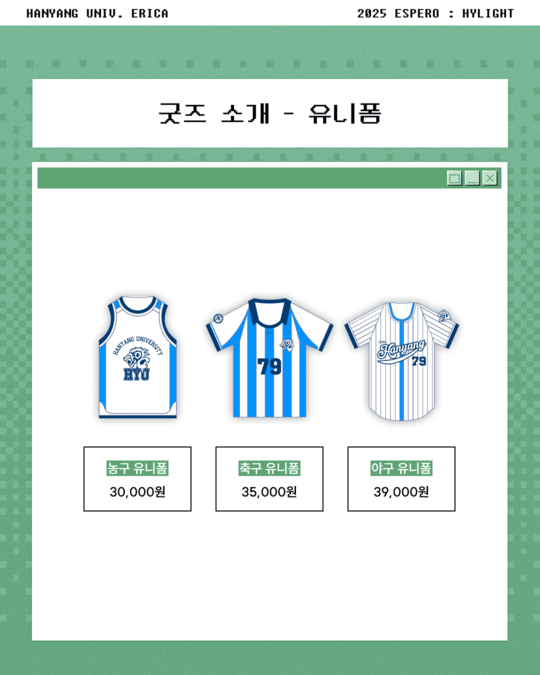 HANYANG UNIV. ERICA
2025 ESPERO : HYLIGHT
굿즈 소개 - 유니폼
HANYANG UNIVERSITY
HYU
79
Hanyang
79
농구 유니폼
30,000원
축구 유니폼
35,000원
야구 유니폼
39,000원